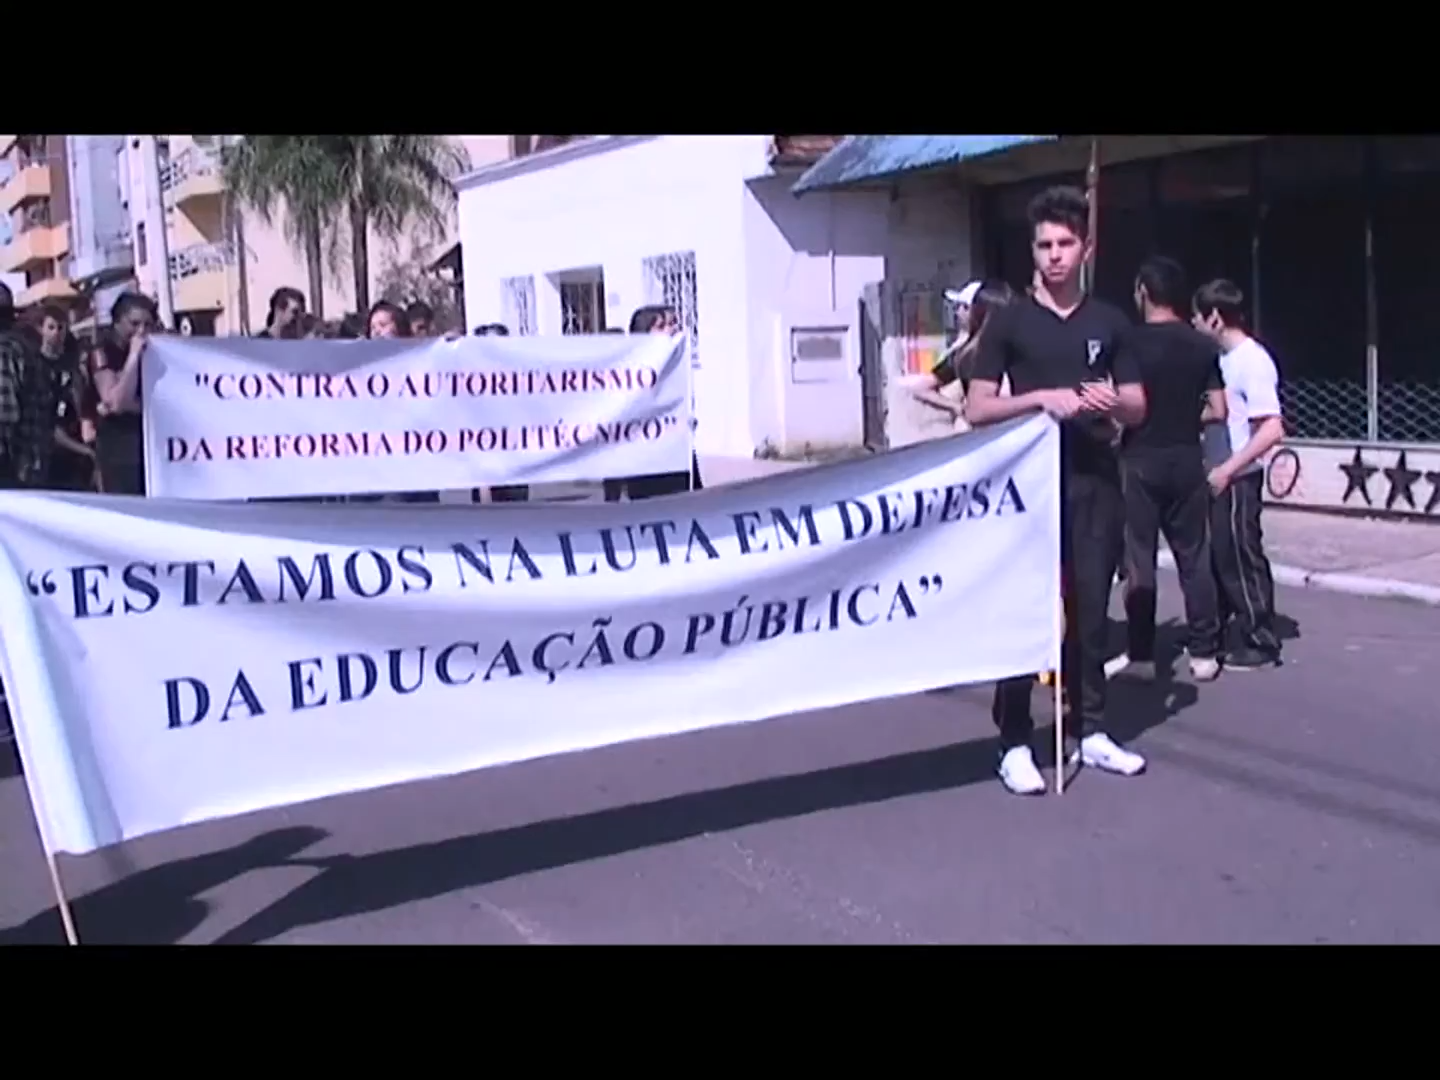 "CONTRA O AUTORITARISMO
DA REFORMA DO POLITÉCNICO"
“ESTAMOS NA LUTA EM DEFESA
DA EDUCAÇÃO PÚBLICA”